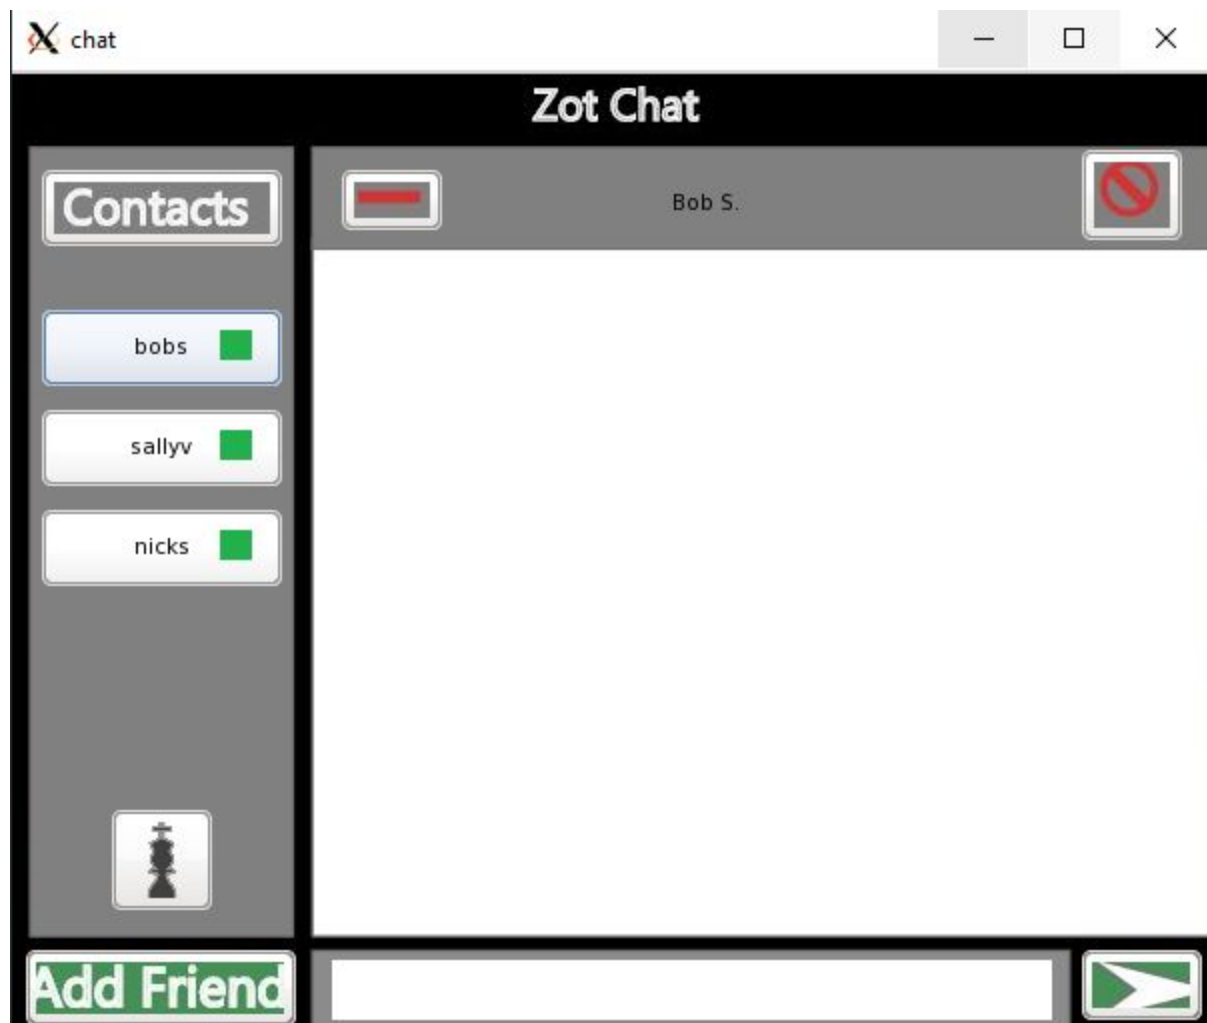 chat
Zot Chat
Contacts
Bob S.
bobs
sallyv
nicks
Add Friend